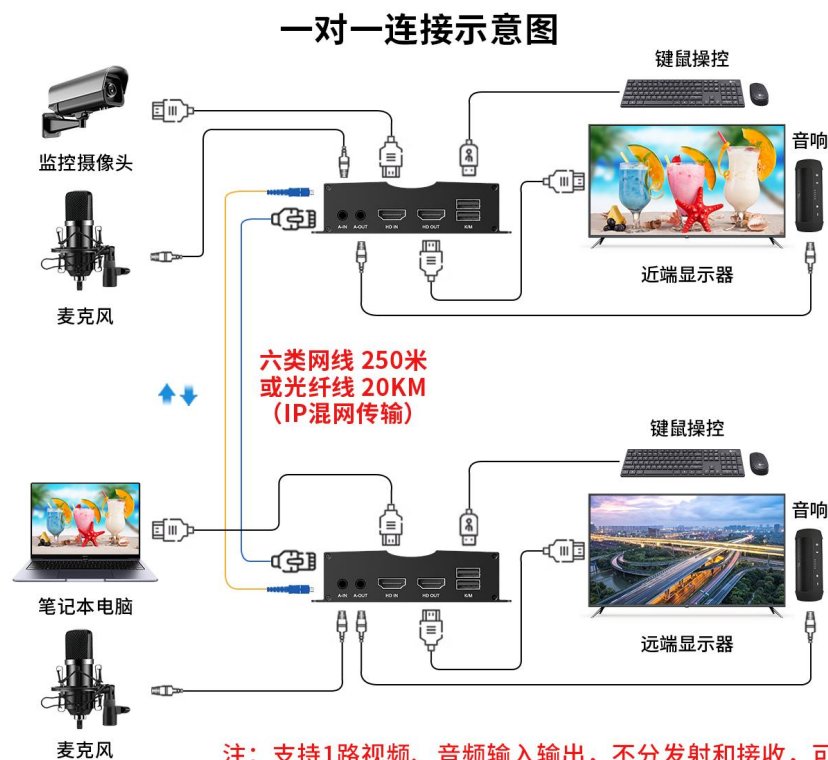 一对一连接示意图
键鼠操控
监控摄像头
音响
A-IN A-OUT HD IN HD OUT K/M
近端显示器
麦克风
六类网线 250米
或光纤线 20KM
（IP混网传输）
键鼠操控
音响
A-IN A-OUT HD IN HD OUT K/M
笔记本电脑
远端显示器
麦克风
注：支持1路视频、音频输入输出，不分发射和接收，可